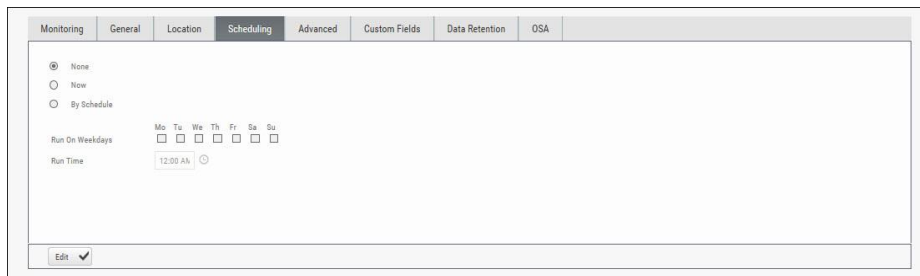 Monitoring General Location Scheduling Advanced Custom Fields Data Retention OSA
None
Now
By Schedule
Mo Tu We Th Fr Sa Su
Run On Weekdays
Run Time 12:00 AM
Edit